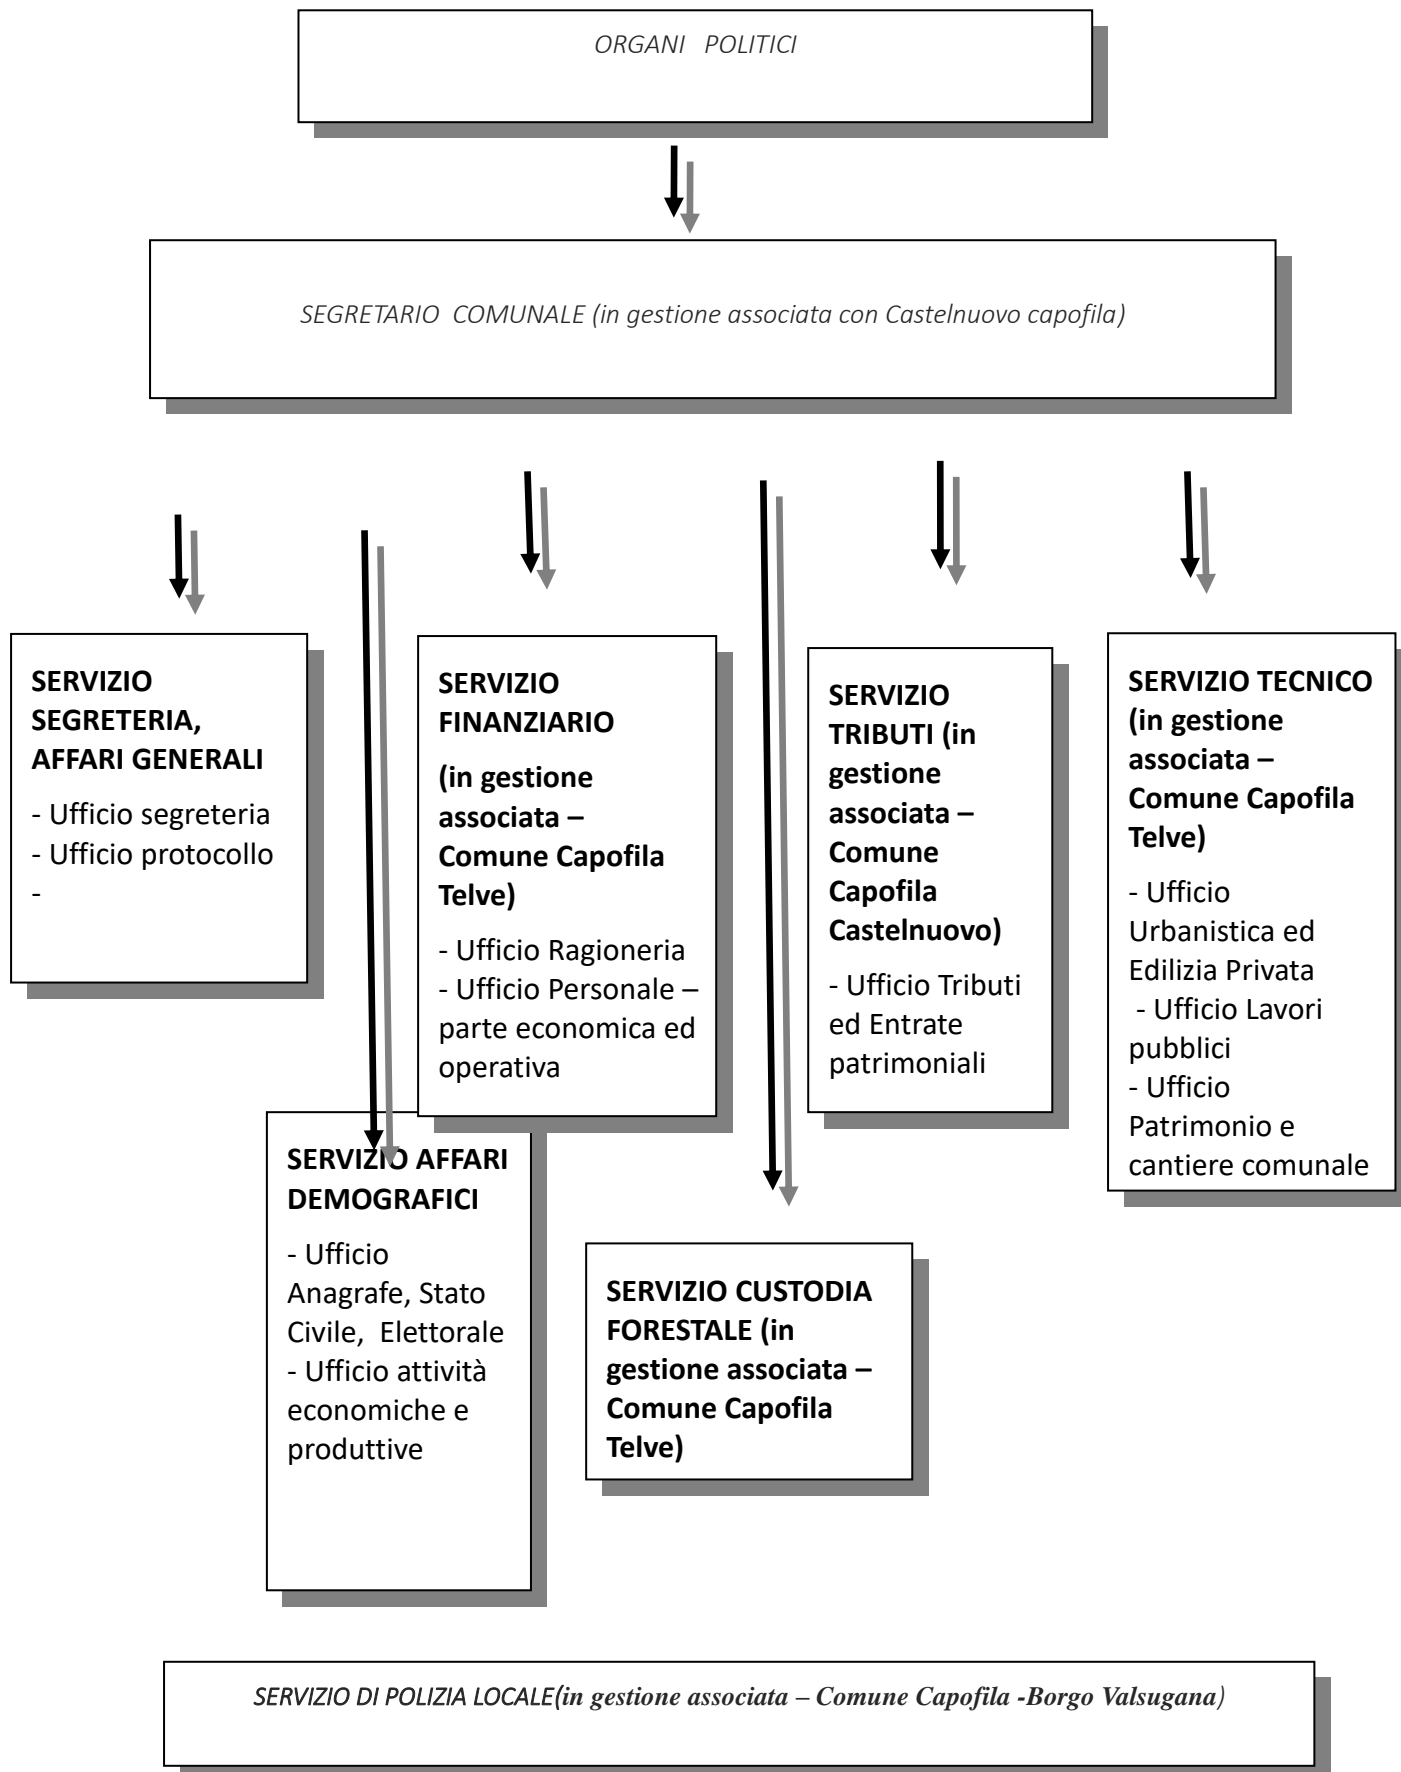 ORGANI POLITICI
SEGRETARIO COMUNALE (in gestione associata con Castelnuovo capofila)
SERVIZIO
SEGRETERIA,
AFFARI GENERALI
- Ufficio segreteria
- Ufficio protocollo
-
SERVIZIO
FINANZIARIO
(in gestione
associata –
Comune Capofila
Telve)
- Ufficio Ragioneria
- Ufficio Personale –
parte economica ed
operativa
SERVIZIO
TRIBUTI (in
gestione
associata –
Comune
Capofila
Castelnuovo)
- Ufficio Tributi
ed Entrate
patrimoniali
SERVIZIO TECNICO
(in gestione
associata –
Comune Capofila
Telve)
- Ufficio
Urbanistica ed
Edilizia Privata
- Ufficio Lavori
pubblici
- Ufficio
Patrimonio e
cantiere comunale
SERVIZIO AFFARI
DEMOGRAFICI
- Ufficio
Anagrafe, Stato
Civile, Elettorale
- Ufficio attività
economiche e
produttive
SERVIZIO CUSTODIA
FORESTALE (in
gestione associata –
Comune Capofila
Telve)
SERVIZIO DI POLIZIA LOCALE(in gestione associata – Comune Capofila -Borgo Valsugana)